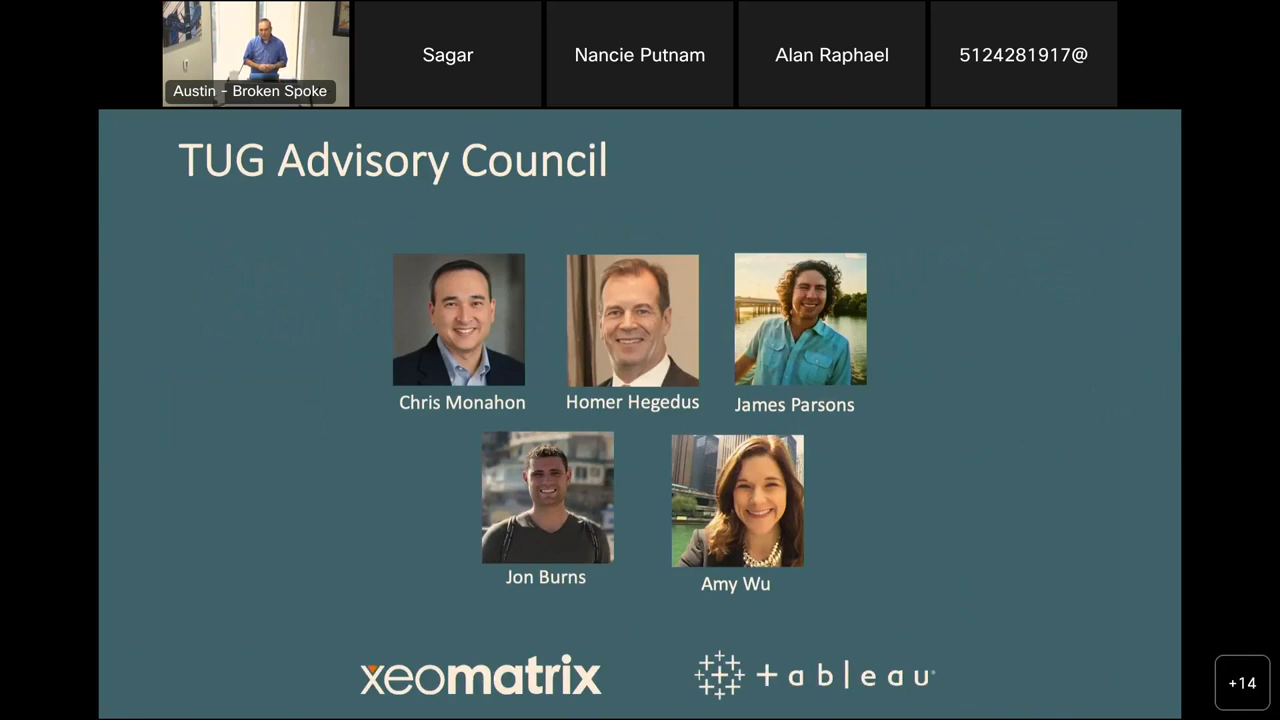 Austin - Broken Spoke
Sagar
Nancie Putnam
Alan Raphael
5124281917@
TUG Advisory Council
Chris Monahon
Homer Hegedus
James Parsons
Jon Burns
Amy Wu
xeomatrix
+ableau
+14